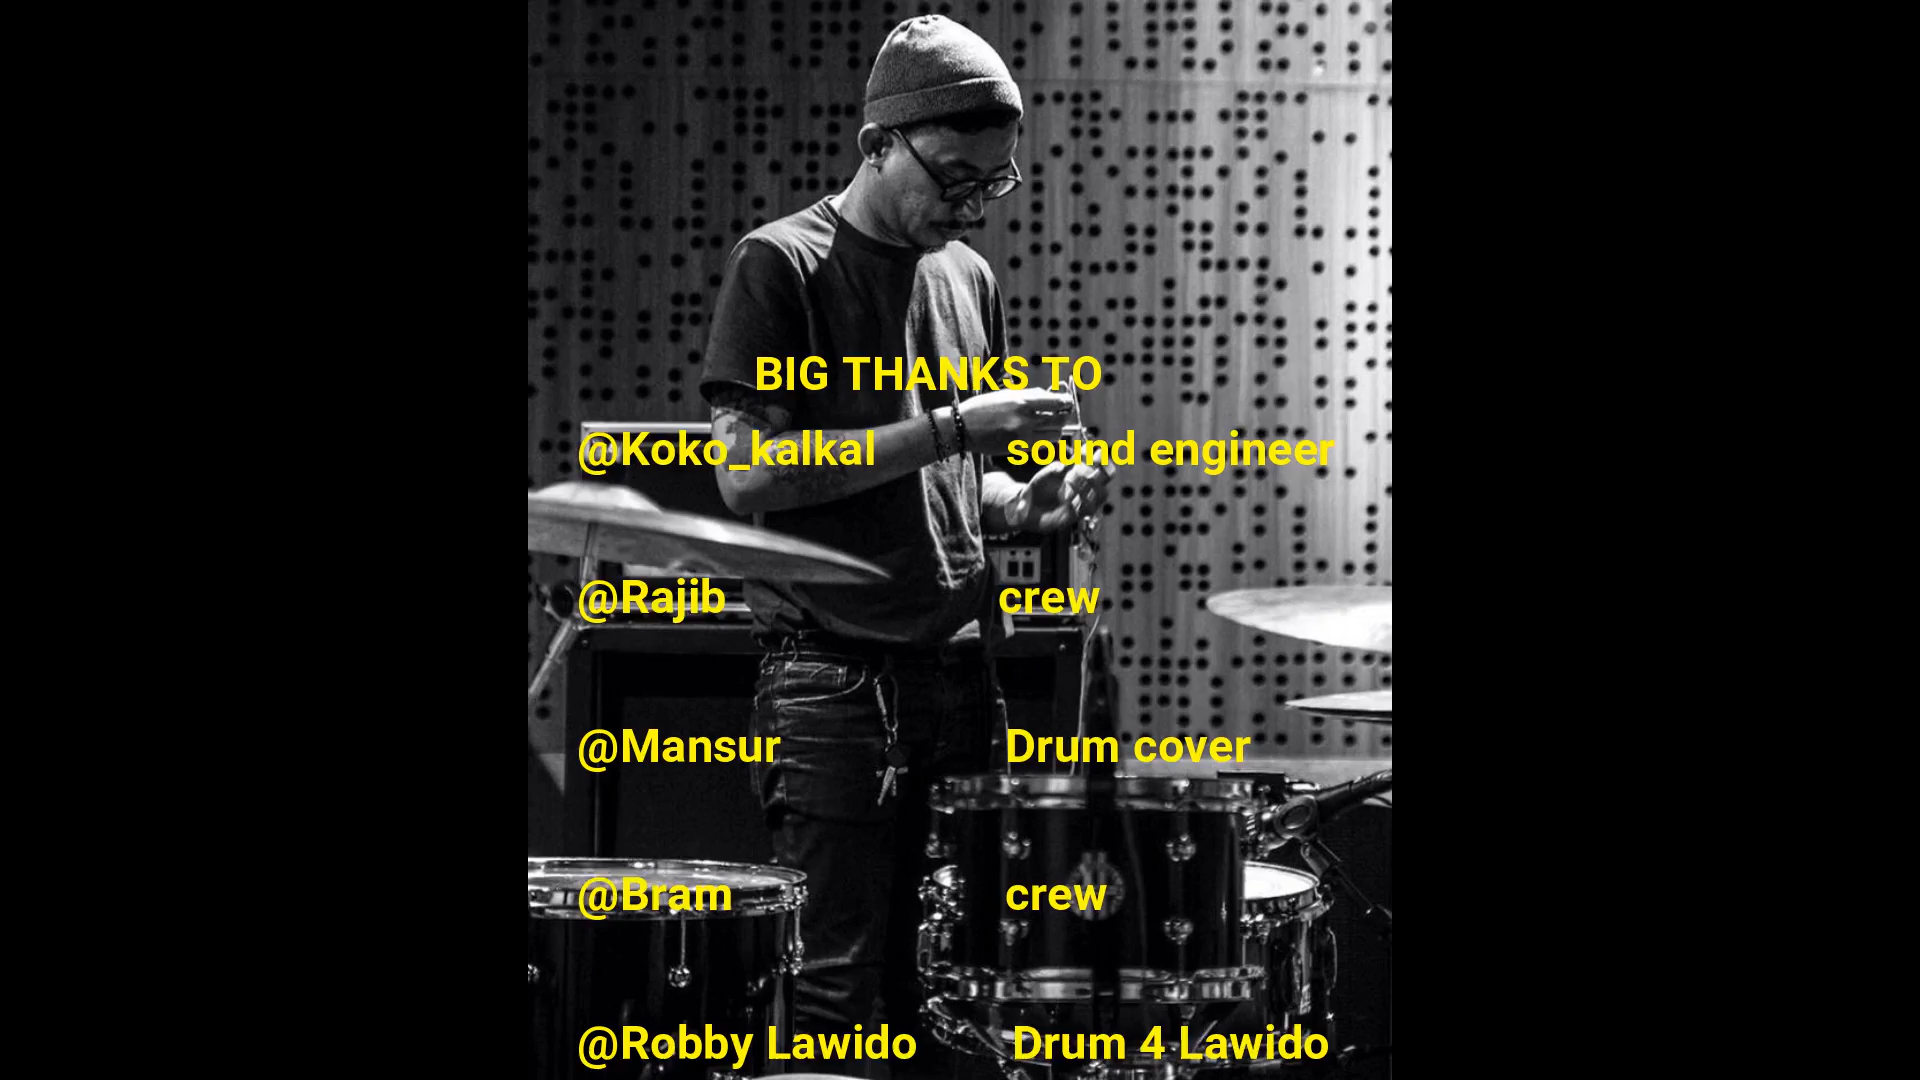 BIG THANKS TO
@Koko_kalkal sound engineer
@Rajib crew
@Mansur Drum cover
@Bram crew
@Robby Lawido Drum 4 Lawido